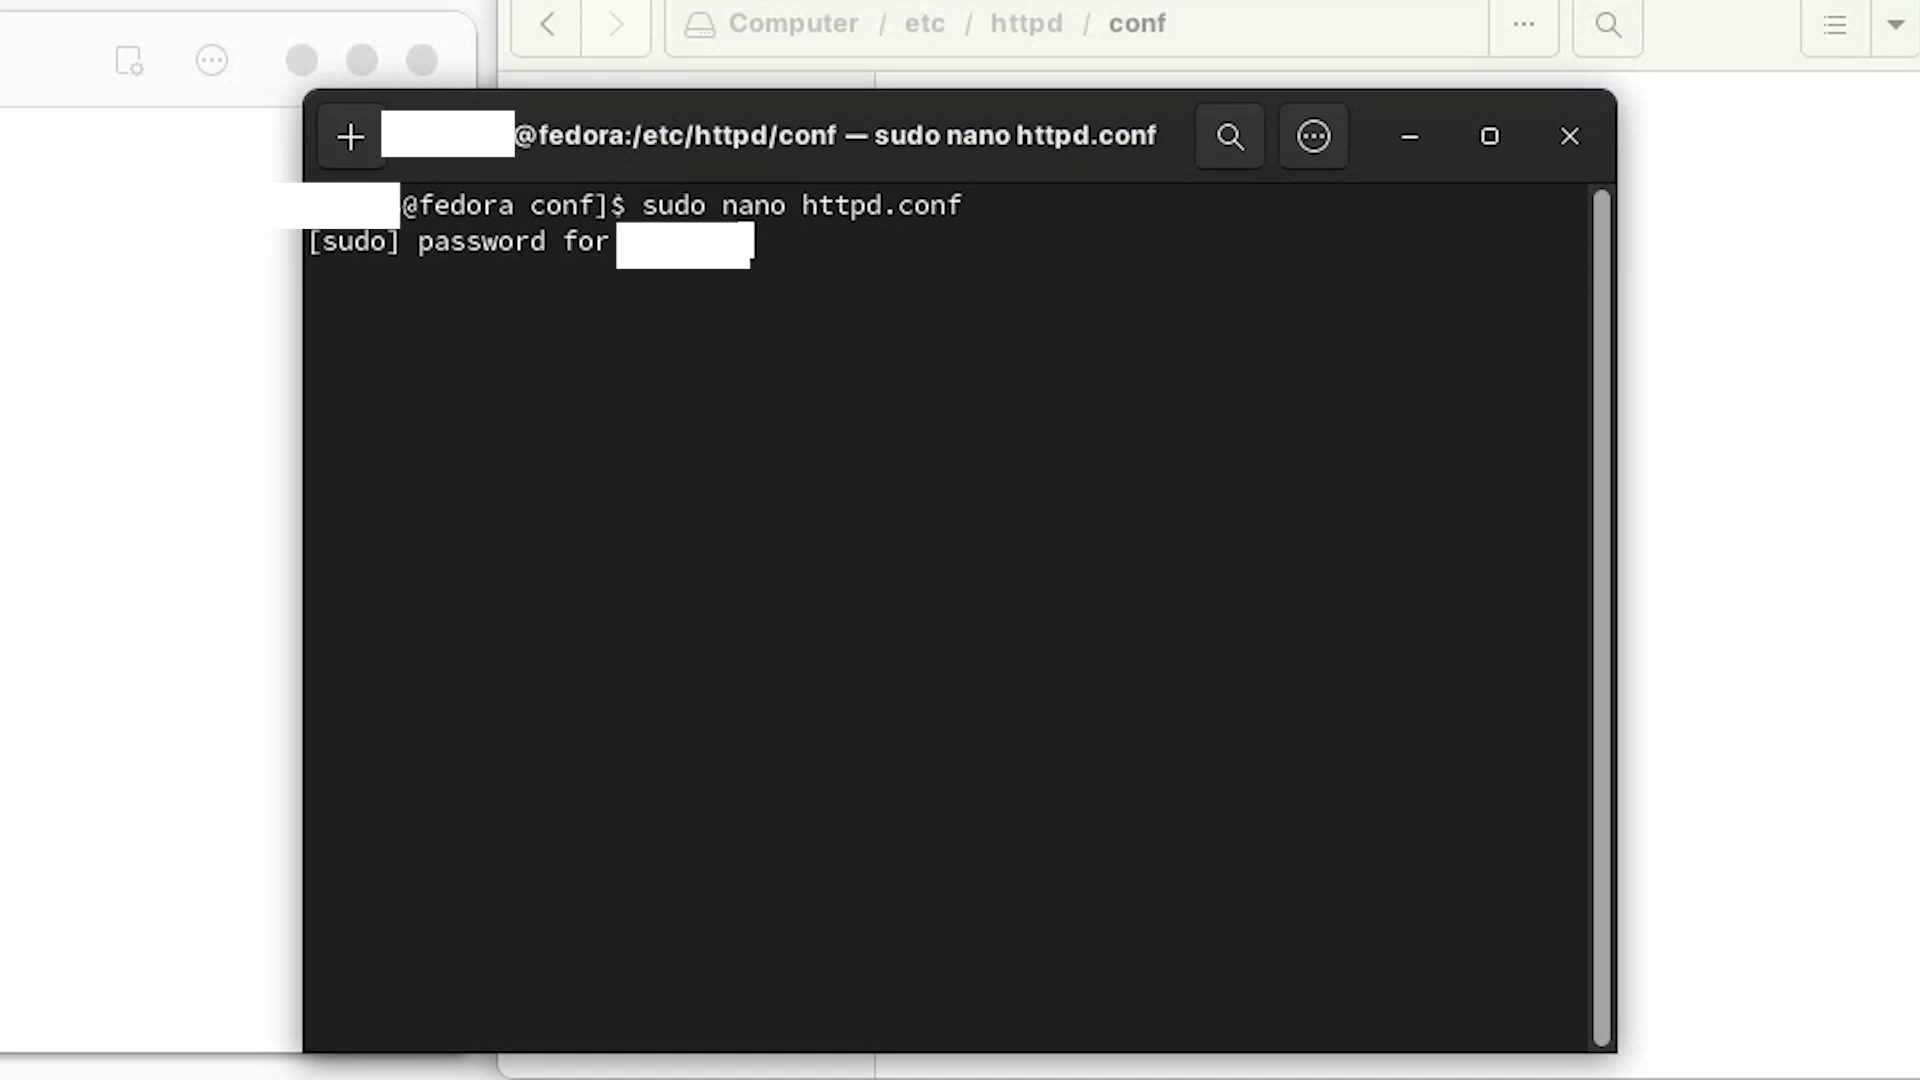 Computer / etc / httpd / conf
@fedora:/etc/httpd/conf — sudo nano httpd.conf
@fedora conf]$ sudo nano httpd.conf
[sudo] password for